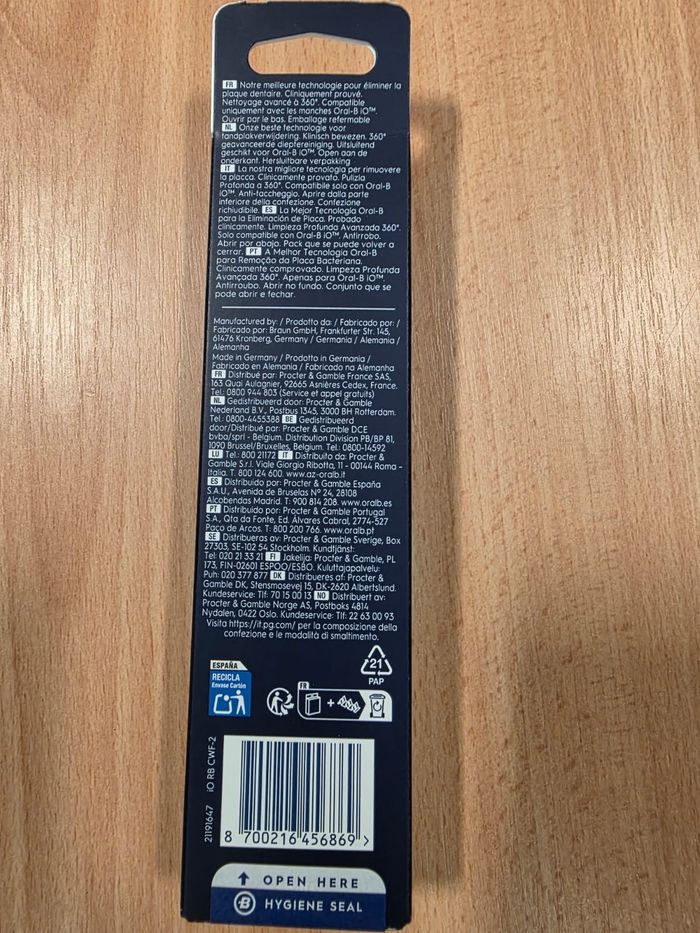 FR Notre meilleure technologie pour éliminer la
plaque dentaire. Cliniquement prouvé.
Nettoyage avancé à 360°. Compatible
uniquement avec les manches Oral-B iO™.
Ouvrir par le bas. Emballage refermable
NL Onze beste technologie voor
tandplakverwijdering. Klinisch bewezen. 360°
geavanceerde dieptereiniging. Uitsluitend
geschikt voor Oral-B iO™. Open aan de
onderkant. Hersluitbare verpakking
IT La nostra migliore tecnologia per rimuovere
la placca. Clinicamente provato. Pulizia
Profonda a 360°. Compatibile solo con Oral-B
iO™. Anti-taccheggio. Aprire dalla parte
inferiore della confezione. Confezione
richiudibile. ES La Mejor Tecnología Oral-B
para la Eliminación de Placa. Probado
clínicamente. Limpieza Profunda Avanzada 360°.
Solo compatible con Oral-B iO™. Antirrobo.
Abrir por abajo. Pack que se puede volver a
cerrar. PT A Melhor Tecnologia Oral-B
para Remoção da Placa Bacteriana.
Clinicamente comprovado. Limpeza Profunda
Avançada 360°. Apenas para Oral-B iO™.
Antirroubo. Abrir no fundo. Conjunto que se
pode abrir e fechar.
Manufactured by: / Prodotto da: / Fabricado por: /
Fabricado por: Braun GmbH, Frankfurter Str. 145,
61476 Kronberg, Germany / Germania / Alemania /
Alemanha
Made in Germany / Prodotto in Germania /
Fabricado en Alemania / Fabricado na Alemanha
FR Distribué par: Procter & Gamble France SAS,
163 Quai Aulagnier, 92665 Asnières Cedex, France.
Tel.: 0800 944 803 (Service et appel gratuits)
NL Gedistribueerd door: Procter & Gamble
Nederland B.V., Postbus 1345, 3000 BH Rotterdam.
Tel.: 0800-4455388 BE Gedistribueerd
door/Distribué par: Procter & Gamble DCE
bvba/sprl - Belgium. Distribution Division PB/BP 81,
1090 Brussel/Bruxelles, Belgium. Tel.: 0800-14592
LU Tel.: 800 21172 IT Distribuito da: Procter &
Gamble S.r.l. Viale Giorgio Ribotta, 11 - 00144 Roma -
Italia. T. 800 124 600. www.az-oralb.it
ES Distribuido por: Procter & Gamble España
S.A.U., Avenida de Bruselas Nº 24, 28108
Alcobendas Madrid. T: 900 814 208. www.oralb.es
PT Distribuído por: Procter & Gamble Portugal
S.A., Qta da Fonte, Ed. Álvares Cabral, 2774-527
Paço de Arcos. T: 800 200 766. www.oralb.pt
SE Distribueras av: Procter & Gamble Sverige, Box
27303, SE-102 54 Stockholm. Kundtjänst:
Tel: 020 21 33 21 FI Jakelija: Procter & Gamble, PL
173, FIN-02601 ESPOO/ESBO. Kuluttajapalvelu:
Puh: 020 377 877 DK Distribueres af: Procter &
Gamble DK, Stensmosevej 15, DK-2620 Albertslund.
Kundeservice: Tlf: 70 15 00 13 NO Distribuert av:
Procter & Gamble Norge AS, Postboks 4814
Nydalen, 0422 Oslo. Kundeservice: Tlf: 22 63 00 93
Visita https://it.pg.com/ per la composizione della
confezione e le modalità di smaltimento.
ESPAÑA
RECICLA
Envase Cartón
FR
+
21
PAP
21191647 iO RB CWF-2
8 700216 456869 >
OPEN HERE
B HYGIENE SEAL